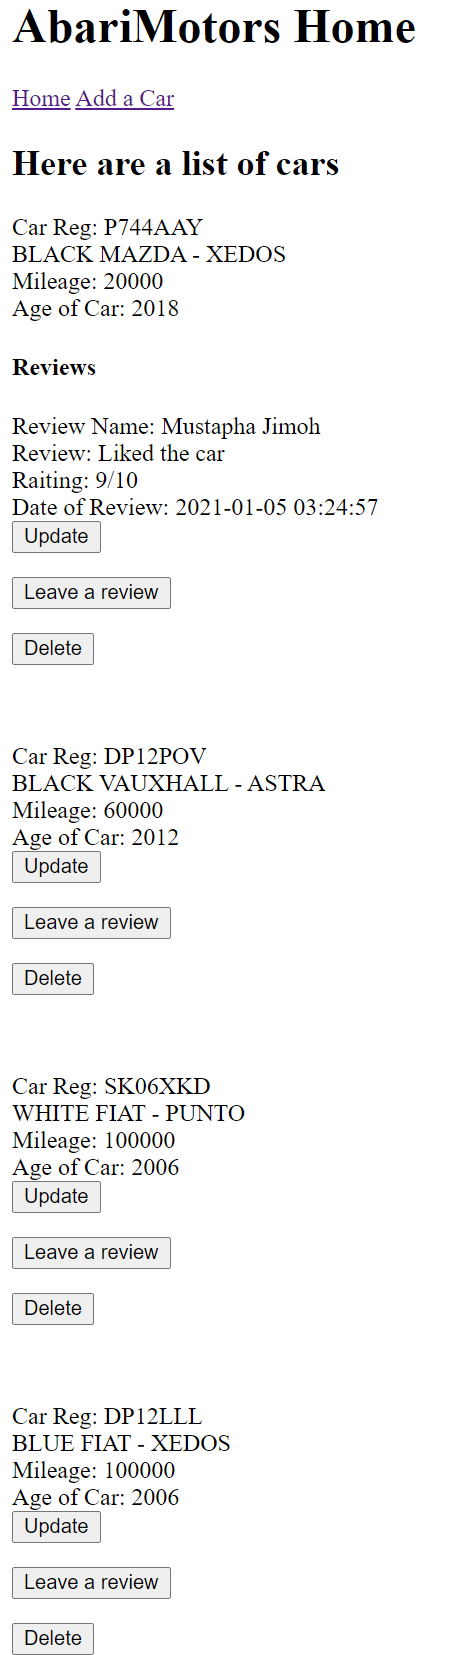 AbariMotors Home
Home Add a Car
Here are a list of cars
Car Reg: P744AAY
BLACK MAZDA - XEDOS
Mileage: 20000
Age of Car: 2018
Reviews
Review Name: Mustapha Jimoh
Review: Liked the car
Raiting: 9/10
Date of Review: 2021-01-05 03:24:57
Update
Leave a review
Delete
Car Reg: DP12POV
BLACK VAUXHALL - ASTRA
Mileage: 60000
Age of Car: 2012
Update
Leave a review
Delete
Car Reg: SK06XKD
WHITE FIAT - PUNTO
Mileage: 100000
Age of Car: 2006
Update
Leave a review
Delete
Car Reg: DP12LLL
BLUE FIAT - XEDOS
Mileage: 100000
Age of Car: 2006
Update
Leave a review
Delete